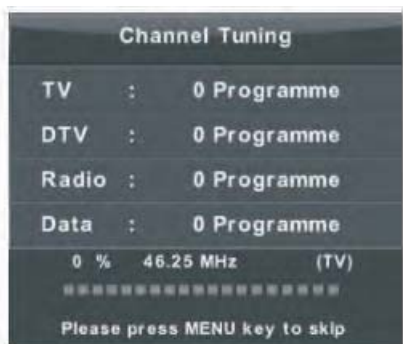 Channel Tuning
TV : 0 Programme
DTV : 0 Programme
Radio : 0 Programme
Data : 0 Programme
0 % 46.25 MHz (TV)
Please press MENU key to skip